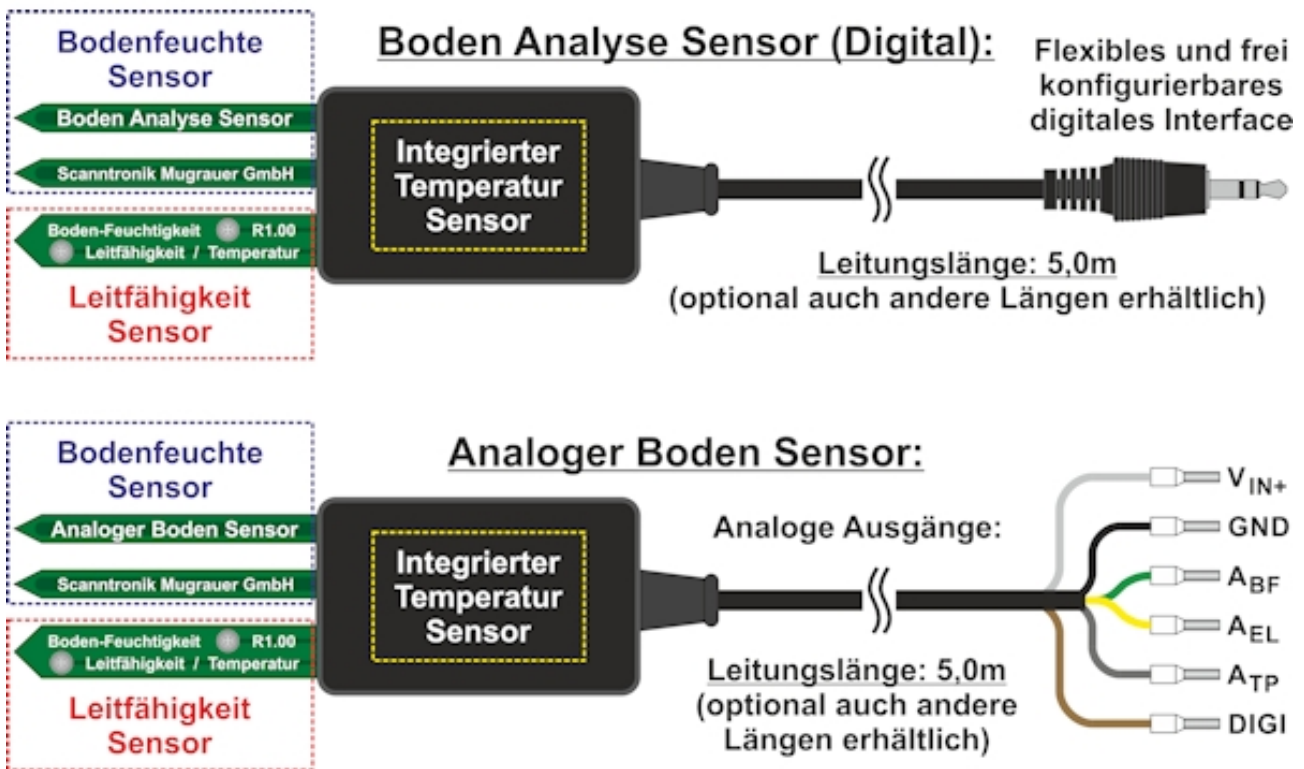 Bodenfeuchte
Sensor
Boden Analyse Sensor
Scanntronik Mugrauer GmbH
Boden-Feuchtigkeit R1.00
Leitfähigkeit / Temperatur
Leitfähigkeit
Sensor
Boden Analyse Sensor (Digital):
Integrierter
Temperatur
Sensor
Flexibles und frei
konfigurierbares
digitales Interface
Leitungslänge: 5,0m
(optional auch andere Längen erhältlich)
Bodenfeuchte
Sensor
Analoger Boden Sensor
Scanntronik Mugrauer GmbH
Boden-Feuchtigkeit R1.00
Leitfähigkeit / Temperatur
Leitfähigkeit
Sensor
Analoger Boden Sensor:
Integrierter
Temperatur
Sensor
Analoge Ausgänge:
Leitungslänge: 5,0m
(optional auch andere
Längen erhältlich)
VIN+
GND
ABF
AEL
ATP
DIGI